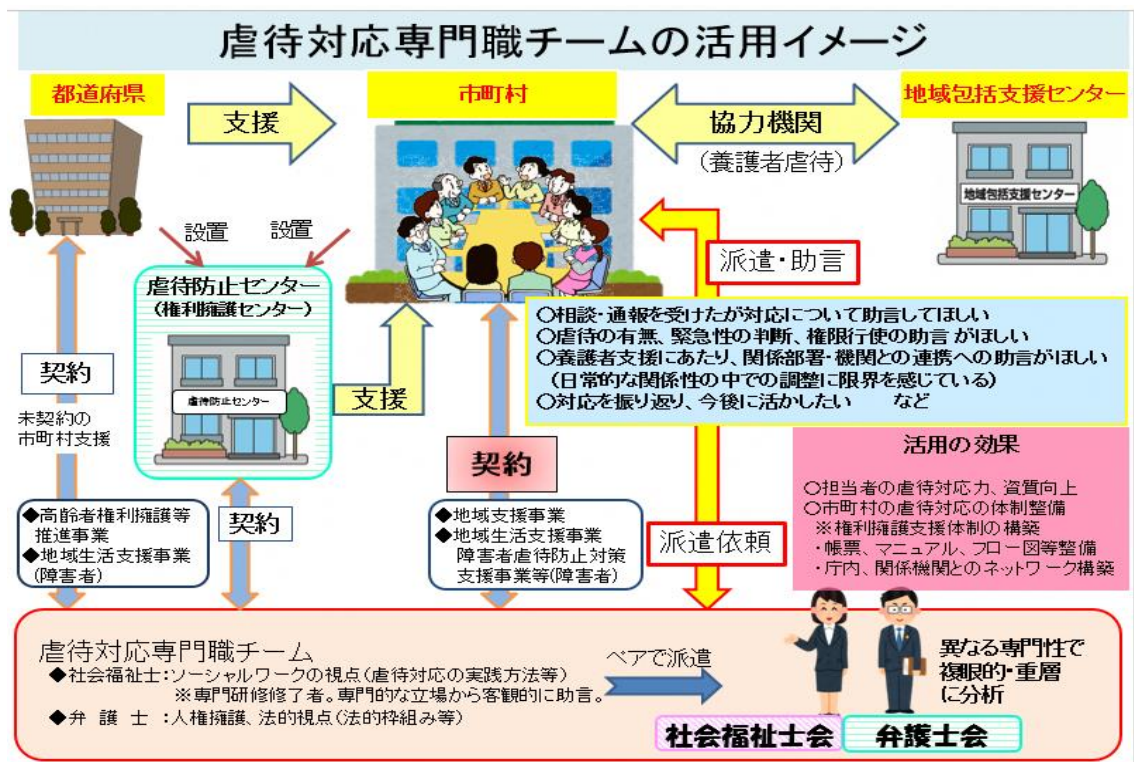 虐待対応専門職チームの活用イメージ
都道府県
支援
市町村
協力機関
(養護者虐待)
地域包括支援センター
地域包括支援センター
設置
設置
虐待防止センター
(権利擁護センター)
虐待防止センター
支援
派遣・助言
○相談・通報を受けたが対応について助言してほしい
○虐待の有無、緊急性の判断、権限行使の助言がほしい
○養護者支援にあたり、関係部署・機関との連携への助言がほしい
(日常的な関係性の中での調整に限界を感じている)
○対応を振り返り、今後に活かしたい　など
契約
未契約の
市町村支援
◆高齢者権利擁護等
推進事業
◆地域生活支援事業
(障害者)
契約
契約
◆地域支援事業
◆地域生活支援事業
障害者虐待防止対策
支援事業等(障害者)
派遣依頼
活用の効果
○担当者の虐待対応力、資質向上
○市町村の虐待対応の体制整備
※権利擁護支援体制の構築
・帳票、マニュアル、フロー図等整備
・庁内、関係機関とのネットワーク構築
虐待対応専門職チーム
◆社会福祉士：ソーシャルワークの視点(虐待対応の実践方法等)
※専門研修修了者。専門的な立場から客観的に助言。
◆弁 護 士：人権擁護、法的視点(法的枠組み等)
ペアで派遣
異なる専門性で
複眼的・重層
に分析
社会福祉士会
弁護士会